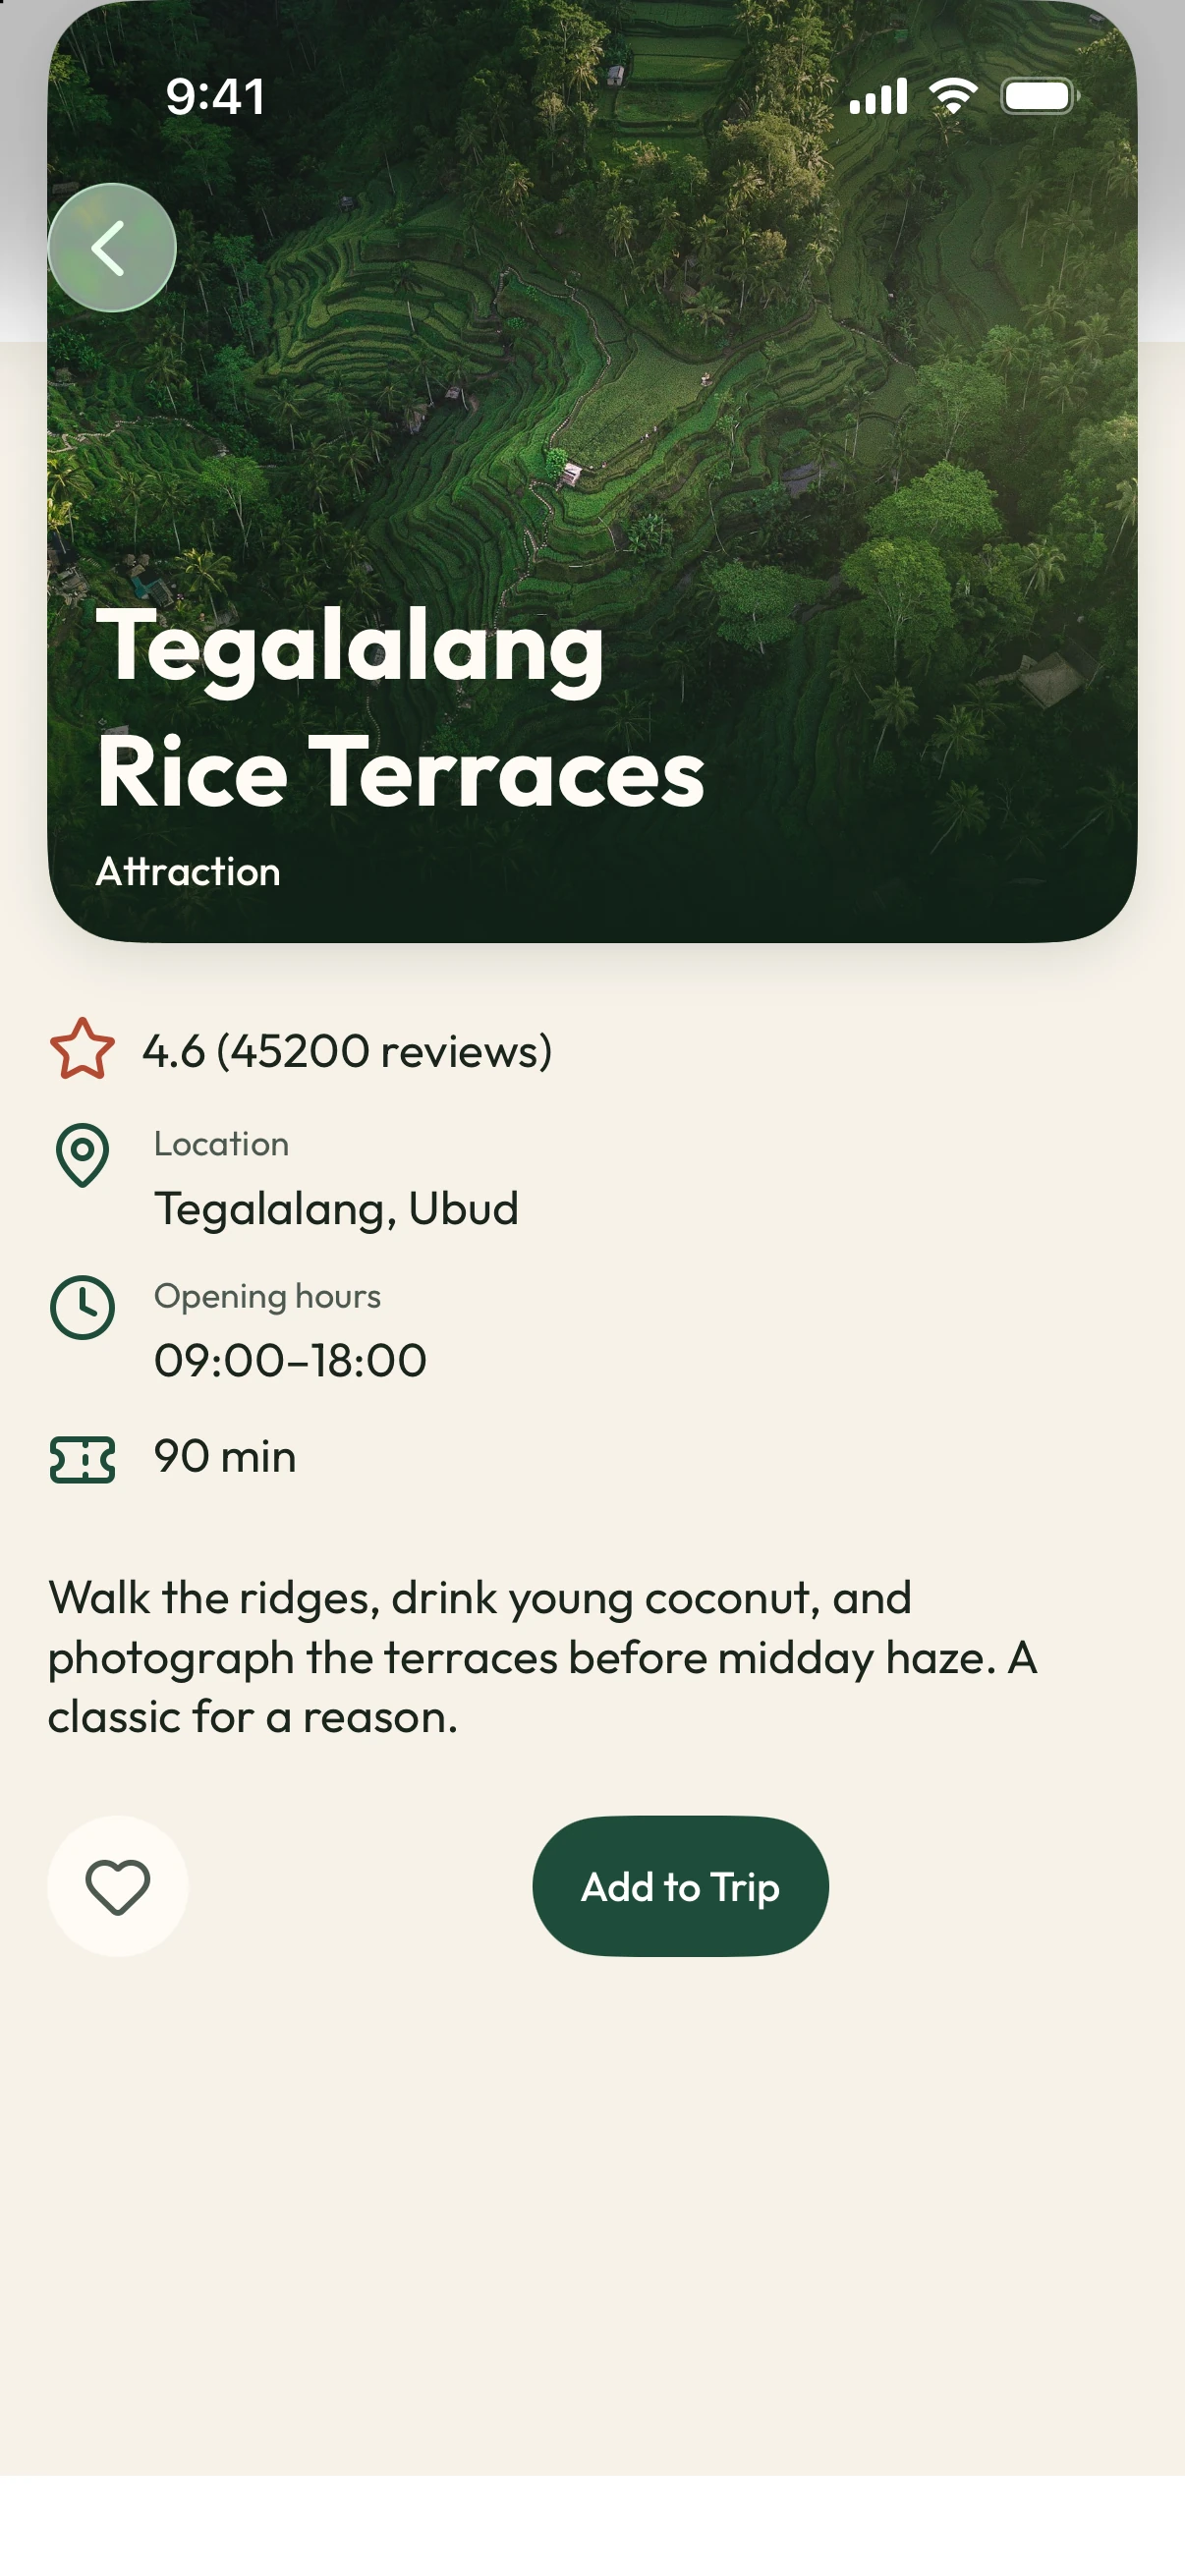 9:41
Tegalalang
Rice Terraces
Attraction
4.6 (45200 reviews)
Location
Tegalalang, Ubud
Opening hours
09:00–18:00
90 min
Walk the ridges, drink young coconut, and
photograph the terraces before midday haze. A
classic for a reason.
Add to Trip